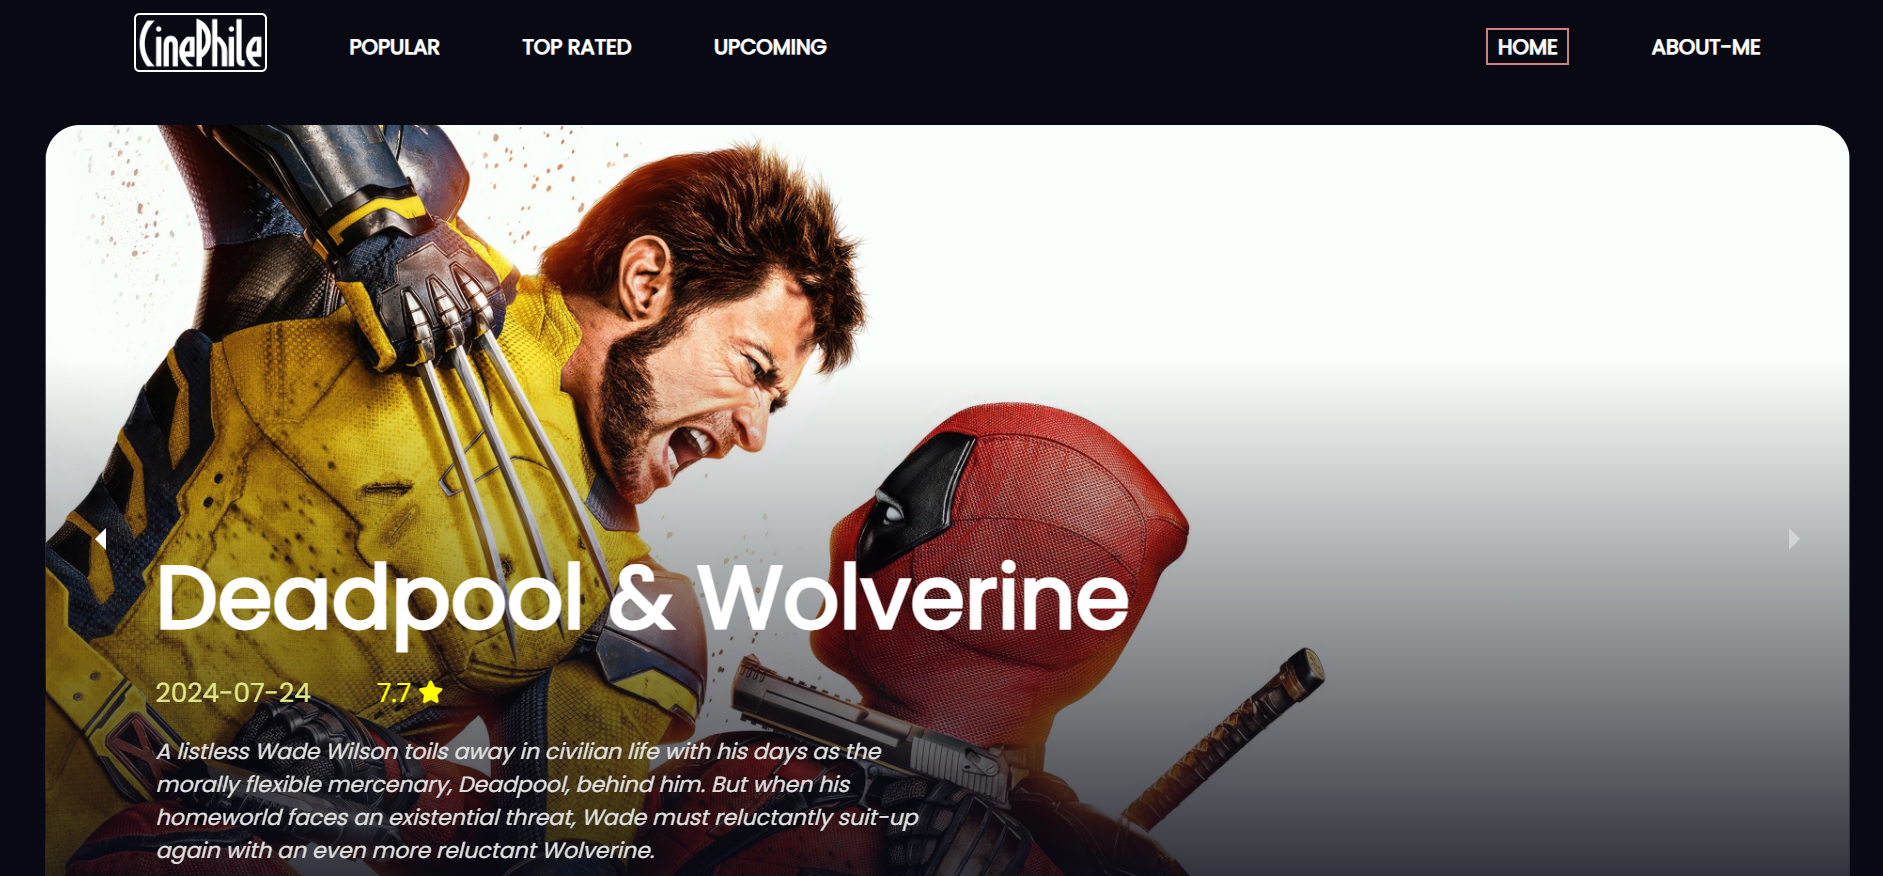 CinePhile
POPULAR
TOP RATED
UPCOMING
HOME
ABOUT-ME
Deadpool & Wolverine
2024-07-24
7.7
A listless Wade Wilson toils away in civilian life with his days as the
morally flexible mercenary, Deadpool, behind him. But when his
homeworld faces an existential threat, Wade must reluctantly suit-up
again with an even more reluctant Wolverine.